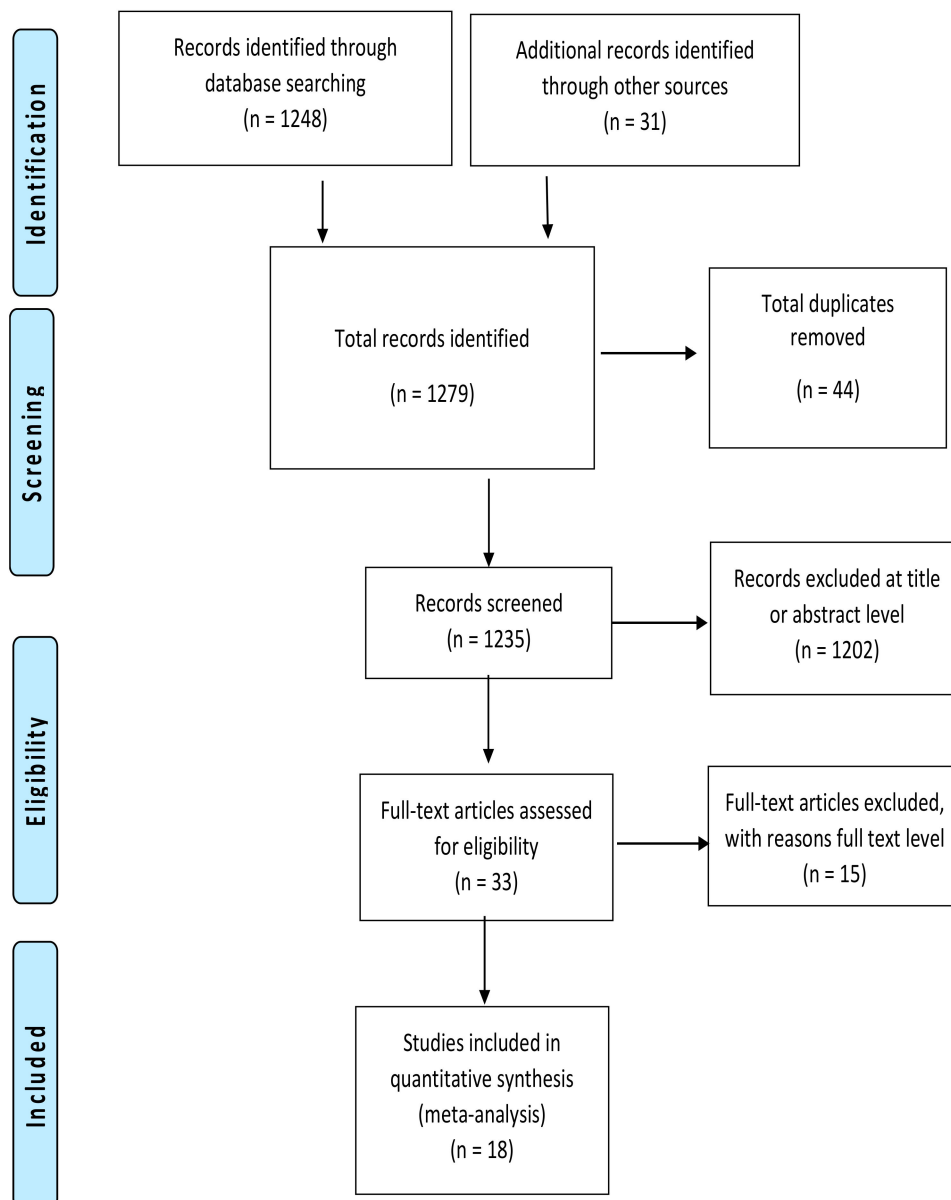 Identification
Records identified through
database searching
(n = 1248)
Additional records identified
through other sources
(n = 31)
Screening
Total records identified
(n = 1279)
Total duplicates
removed
(n = 44)
Records screened
(n = 1235)
Records excluded at title
or abstract level
(n = 1202)
Eligibility
Full-text articles assessed
for eligibility
(n = 33)
Full-text articles excluded,
with reasons full text level
(n = 15)
Included
Studies included in
quantitative synthesis
(meta-analysis)
(n = 18)